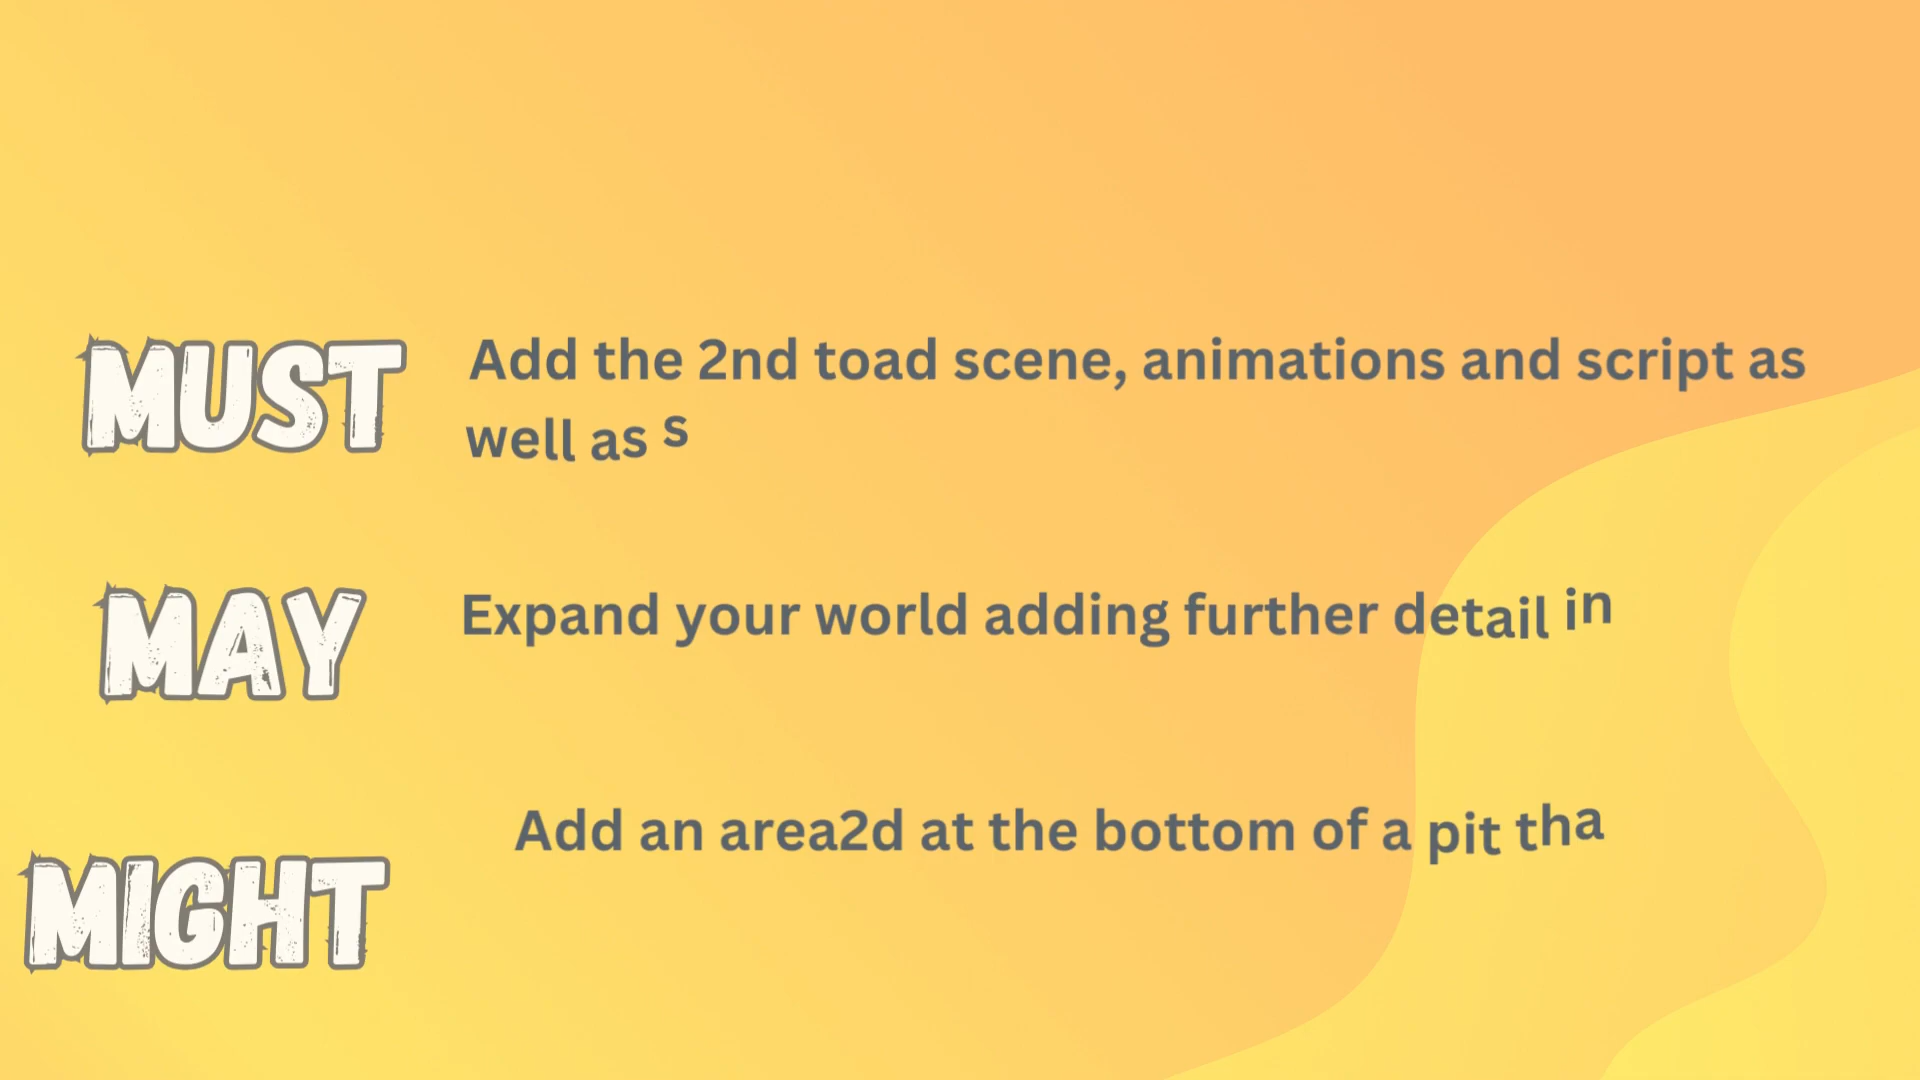 MUST
Add the 2nd toad scene, animations and script as
well as s
MAY
Expand your world adding further detail in
MIGHT
Add an area2d at the bottom of a pit tha